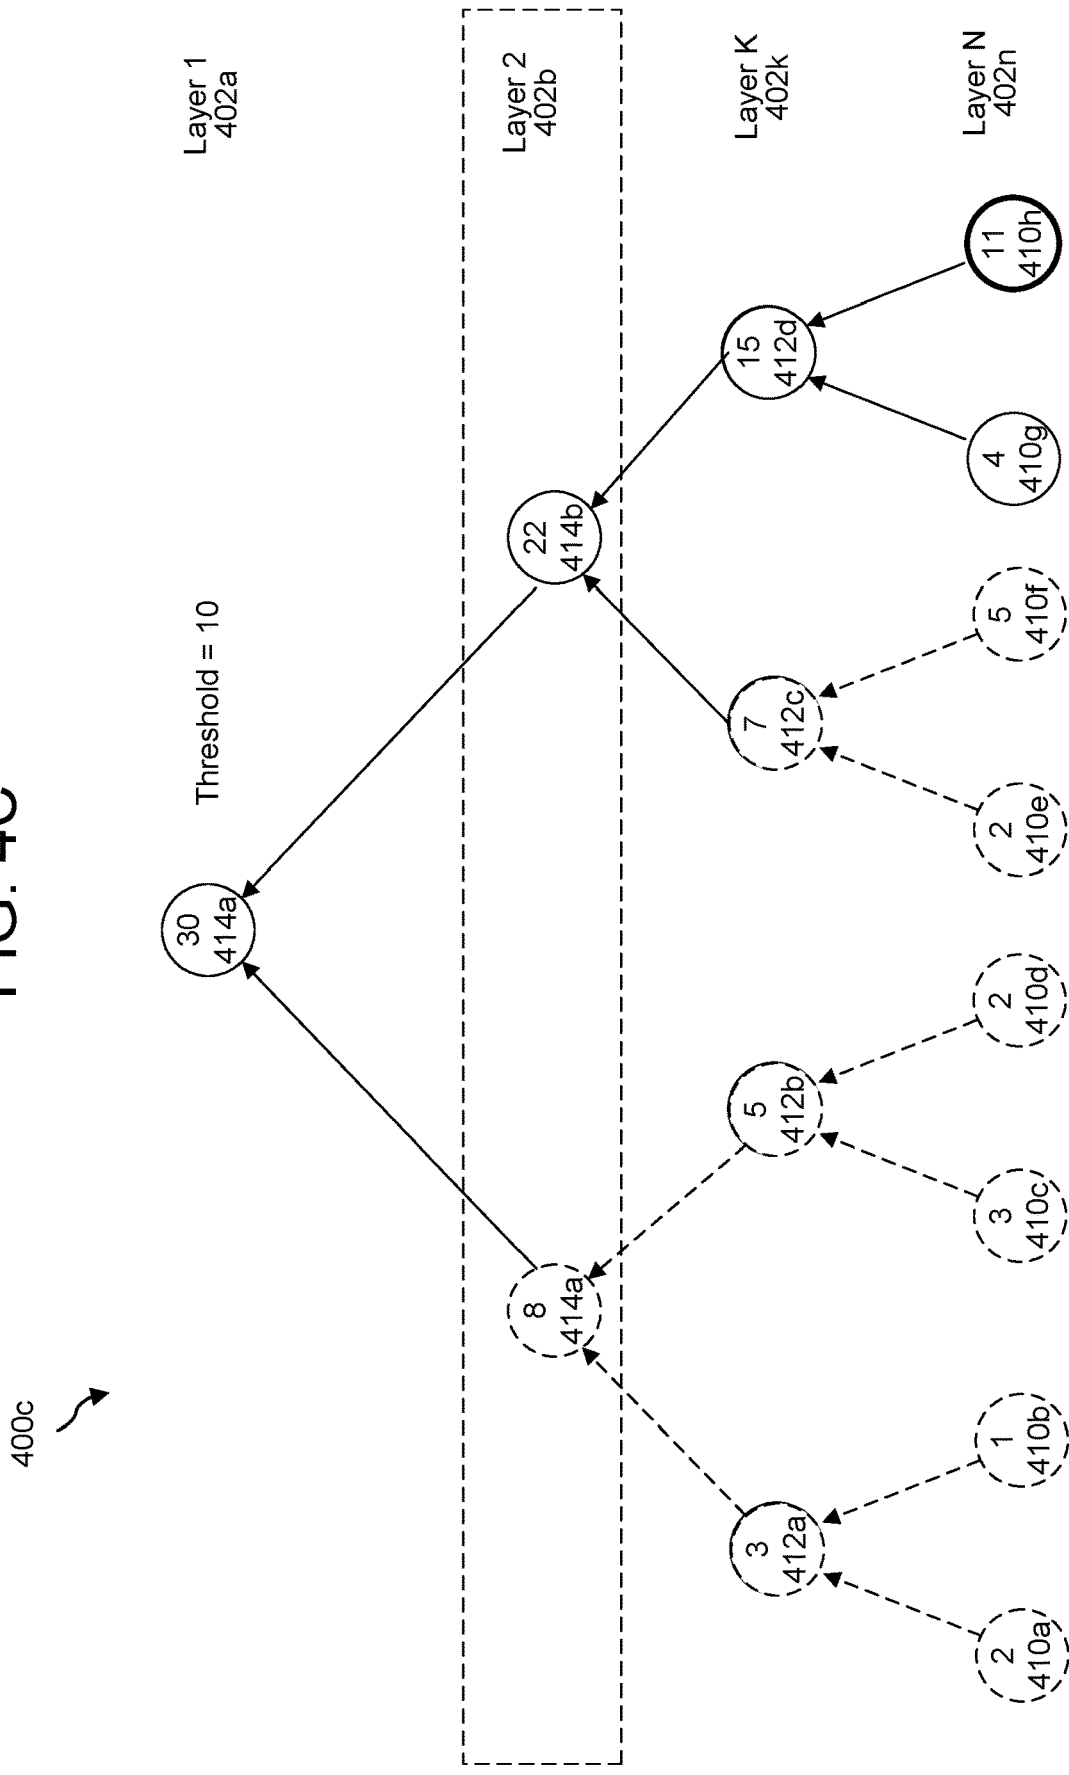 FIG. 4C
400c
Threshold = 10
Layer 1
402a
30
414a
Layer 2
402b
8
414a
22
414b
Layer K
402k
3
412a
5
412b
7
412c
15
412d
Layer N
402n
2
410a
1
410b
3
410c
2
410d
2
410e
5
410f
4
410g
11
410h